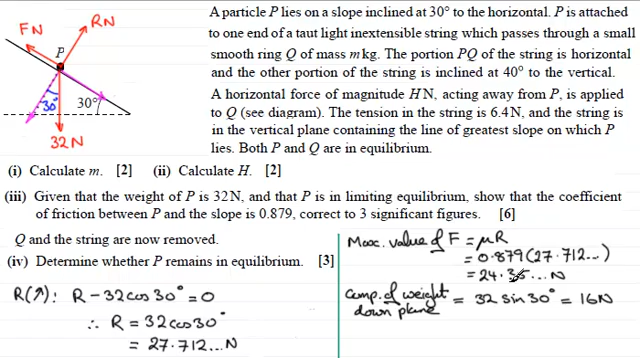 F N
R N
P
30°
30°
32 N
A particle P lies on a slope inclined at 30° to the horizontal. P is attached
to one end of a taut light inextensible string which passes through a small
smooth ring Q of mass m kg. The portion PQ of the string is horizontal
and the other portion of the string is inclined at 40° to the vertical.
A horizontal force of magnitude H N, acting away from P, is applied
to Q (see diagram). The tension in the string is 6.4 N, and the string is
in the vertical plane containing the line of greatest slope on which P
lies. Both P and Q are in equilibrium.
(i) Calculate m. [2] (ii) Calculate H. [2]
(iii) Given that the weight of P is 32 N, and that P is in limiting equilibrium, show that the coefficient
of friction between P and the slope is 0.879, correct to 3 significant figures. [6]
Q and the string are now removed.
(iv) Determine whether P remains in equilibrium. [3]
R(↗): R - 32cos30° = 0
∴ R = 32cos30°
= 27.712... N
Max. value of F = μR
= 0.879(27.712...)
= 24.35... N
Comp. of weight down plane = 32 sin 30° = 16N